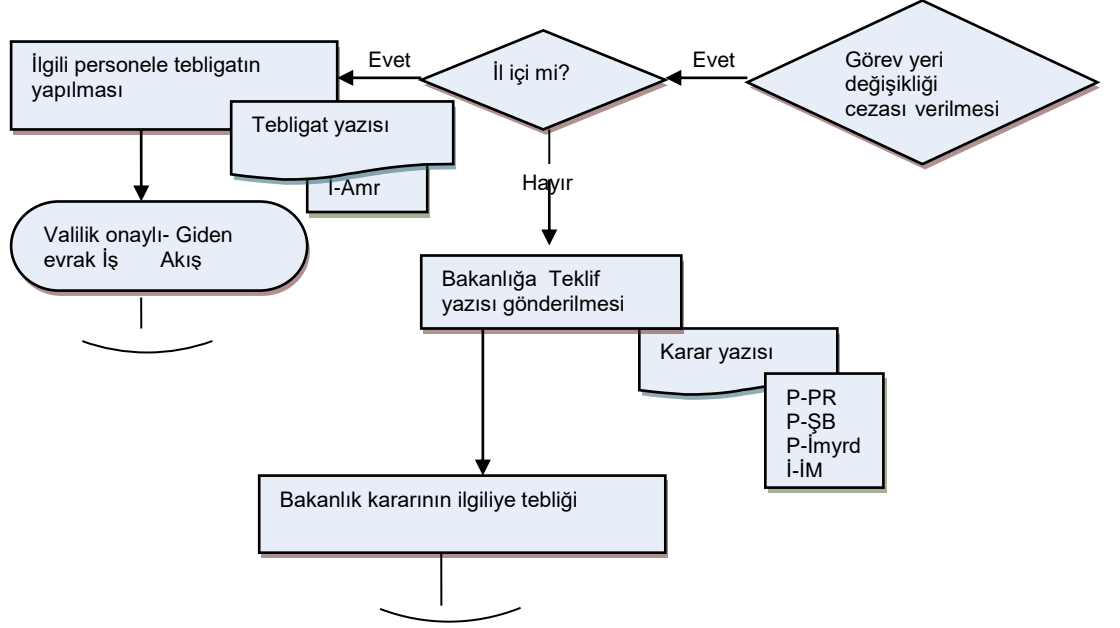 İlgili personele tebligatın
yapılması
Evet
İl içi mi?
Evet
Görev yeri
değişikliği
cezası verilmesi
Tebligat yazısı
İ-Amr
Hayır
Valilik onaylı- Giden
evrak İş Akış
Bakanlığa Teklif
yazısı gönderilmesi
Karar yazısı
P-PR
P-ŞB
P-İmyrd
İ-İM
Bakanlık kararının ilgiliye tebliği